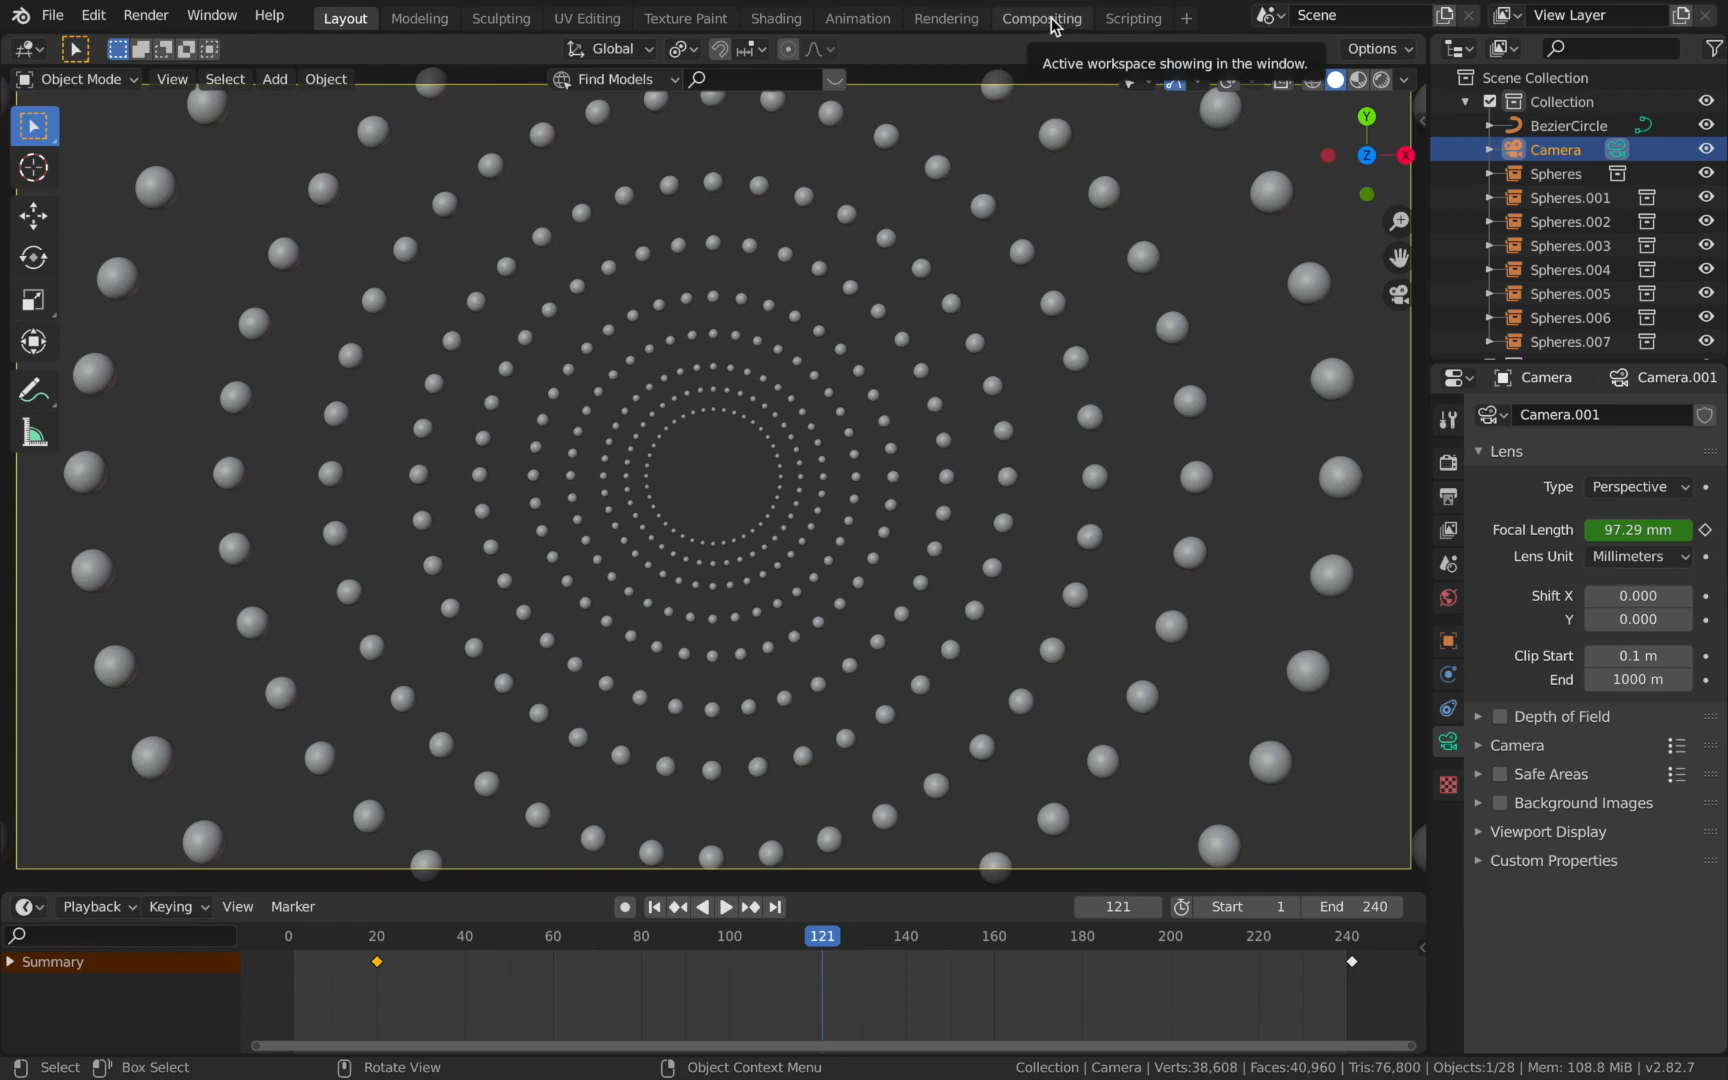 File Edit Render Window Help Layout Modeling Sculpting UV Editing Texture Paint Shading Animation Rendering Compositing Scripting + Scene View Layer
Global Options
Active workspace showing in the window.
Object Mode View Select Add Object Find Models
Scene Collection
Collection
BezierCircle
Camera
Spheres
Spheres.001
Spheres.002
Spheres.003
Spheres.004
Spheres.005
Spheres.006
Spheres.007
Y
Z
X
Camera Camera.001
Camera.001
Lens
Type Perspective
Focal Length 97.29 mm
Lens Unit Millimeters
Shift X 0.000
Y 0.000
Clip Start 0.1 m
End 1000 m
Depth of Field
Camera
Safe Areas
Background Images
Viewport Display
Custom Properties
Playback Keying View Marker 121 Start 1 End 240
0 20 40 60 80 100 121 140 160 180 200 220 240
Summary
Select Box Select Rotate View Object Context Menu Collection | Camera | Verts:38,608 | Faces:40,960 | Tris:76,800 | Objects:1/28 | Mem: 108.8 MiB | v2.82.7